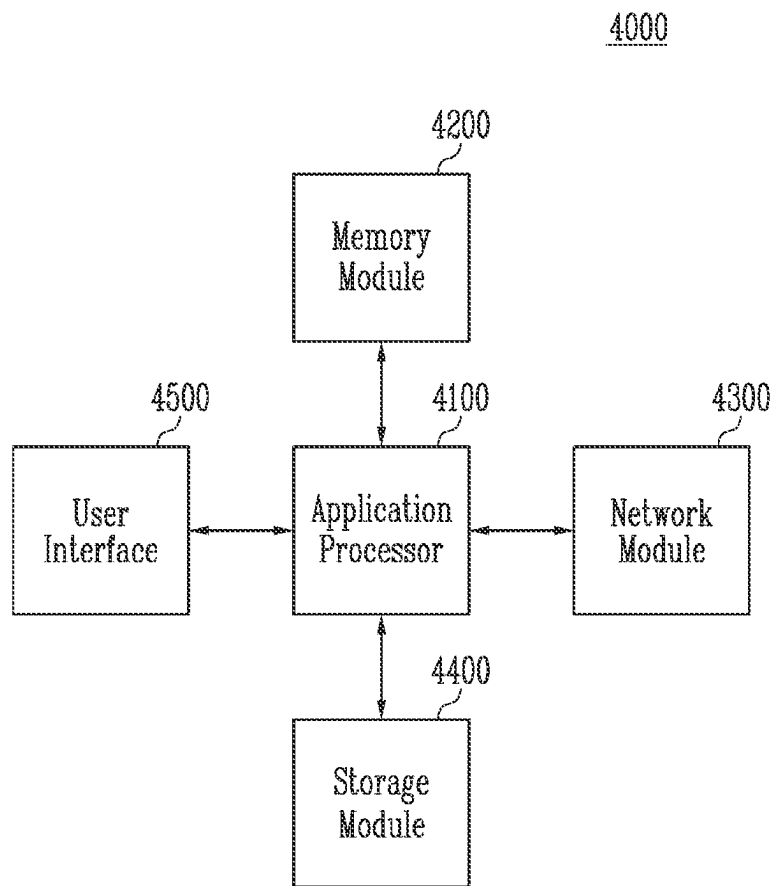 4000
4200
Memory
Module
4500
4100
4300
User
Interface
Application
Processor
Network
Module
4400
Storage
Module